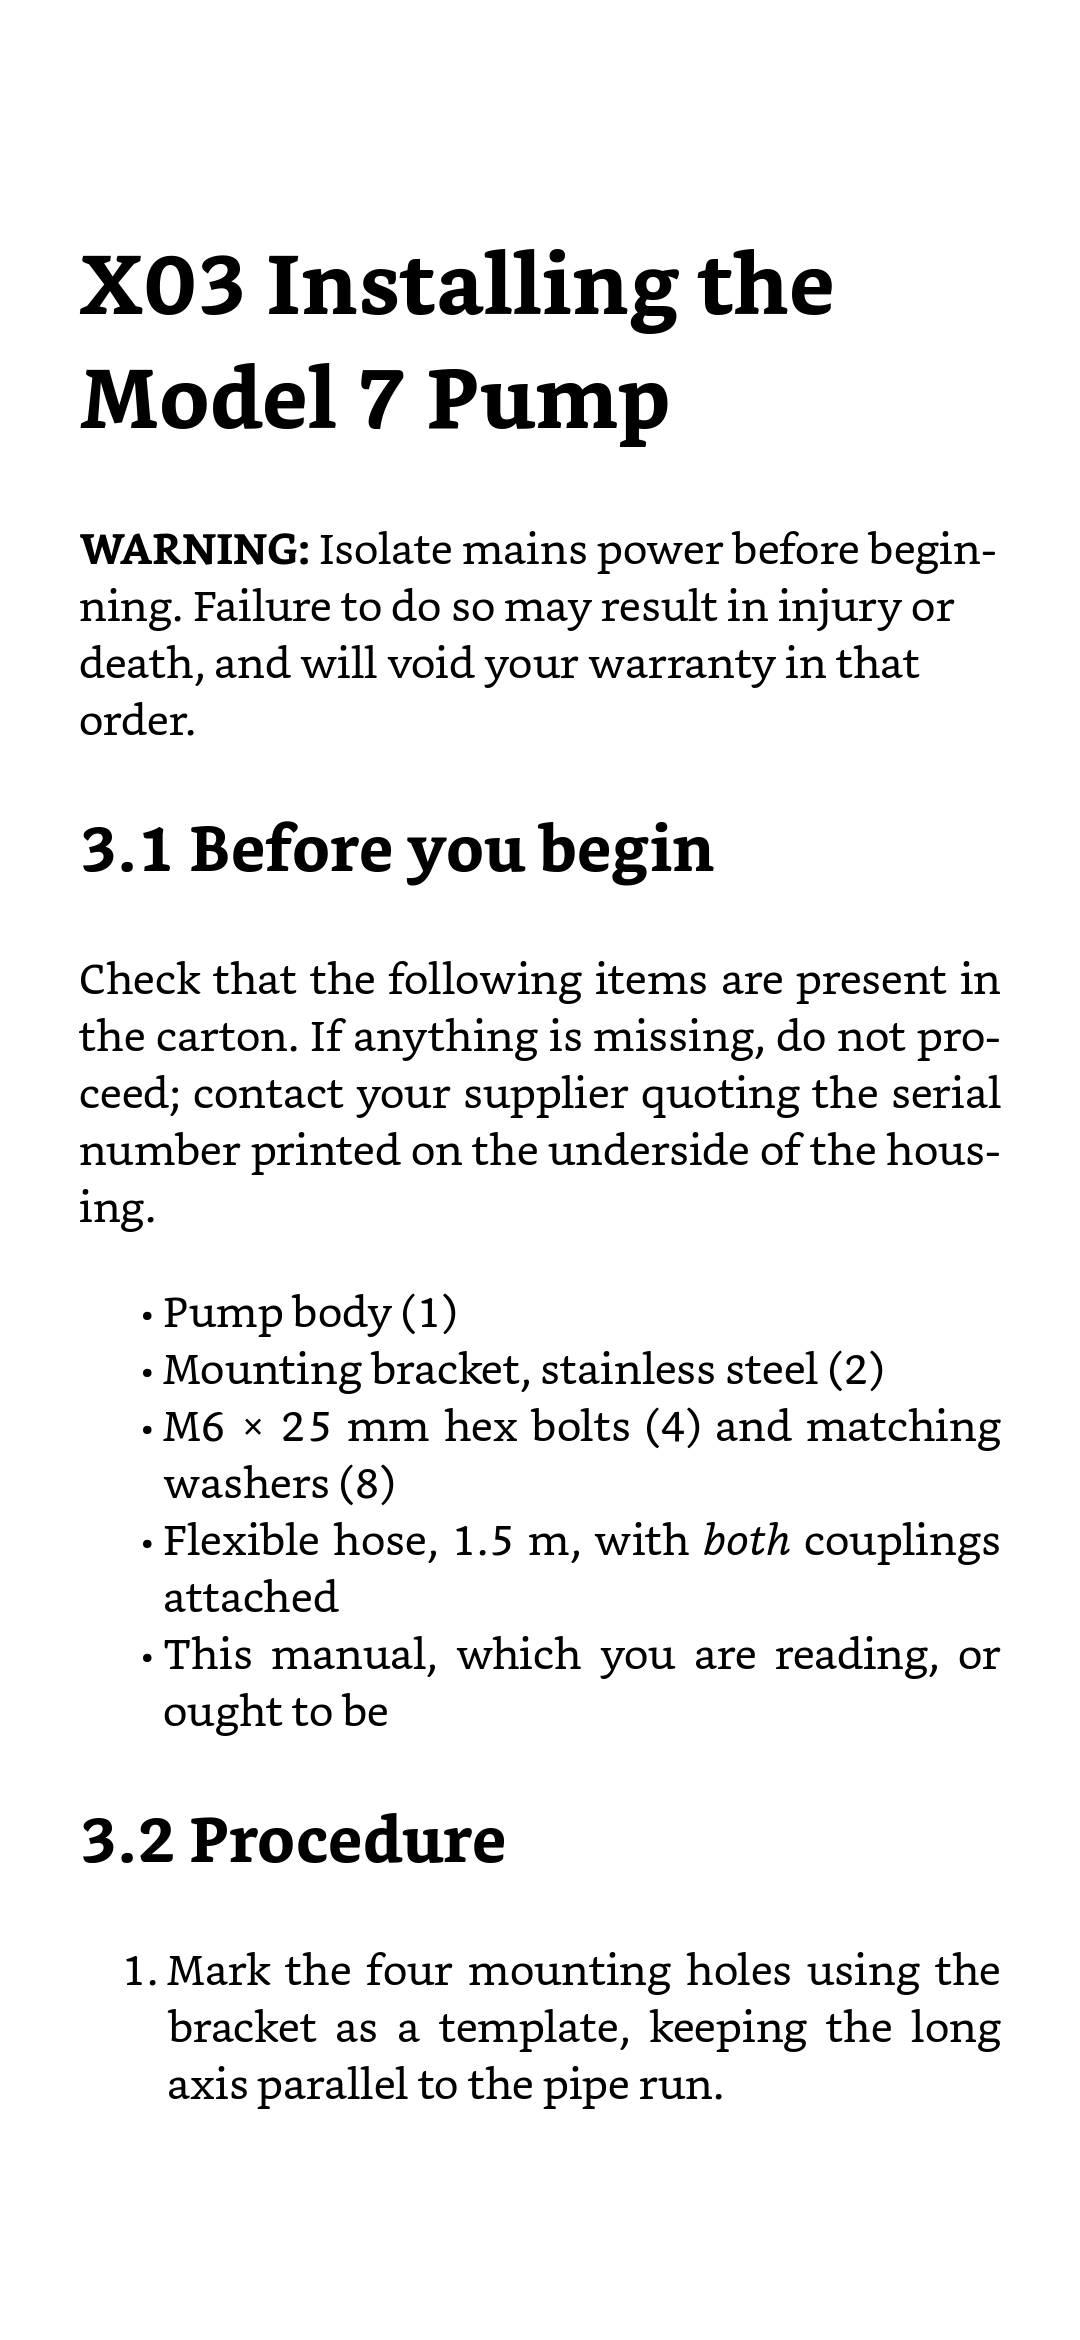 X03 Installing the
Model 7 Pump
WARNING: Isolate mains power before begin-
ning. Failure to do so may result in injury or
death, and will void your warranty in that
order.
3.1 Before you begin
Check that the following items are present in
the carton. If anything is missing, do not pro-
ceed; contact your supplier quoting the serial
number printed on the underside of the hous-
ing.
• Pump body (1)
• Mounting bracket, stainless steel (2)
• M6 × 25 mm hex bolts (4) and matching
washers (8)
• Flexible hose, 1.5 m, with both couplings
attached
• This manual, which you are reading, or
ought to be
3.2 Procedure
1. Mark the four mounting holes using the
bracket as a template, keeping the long
axis parallel to the pipe run.